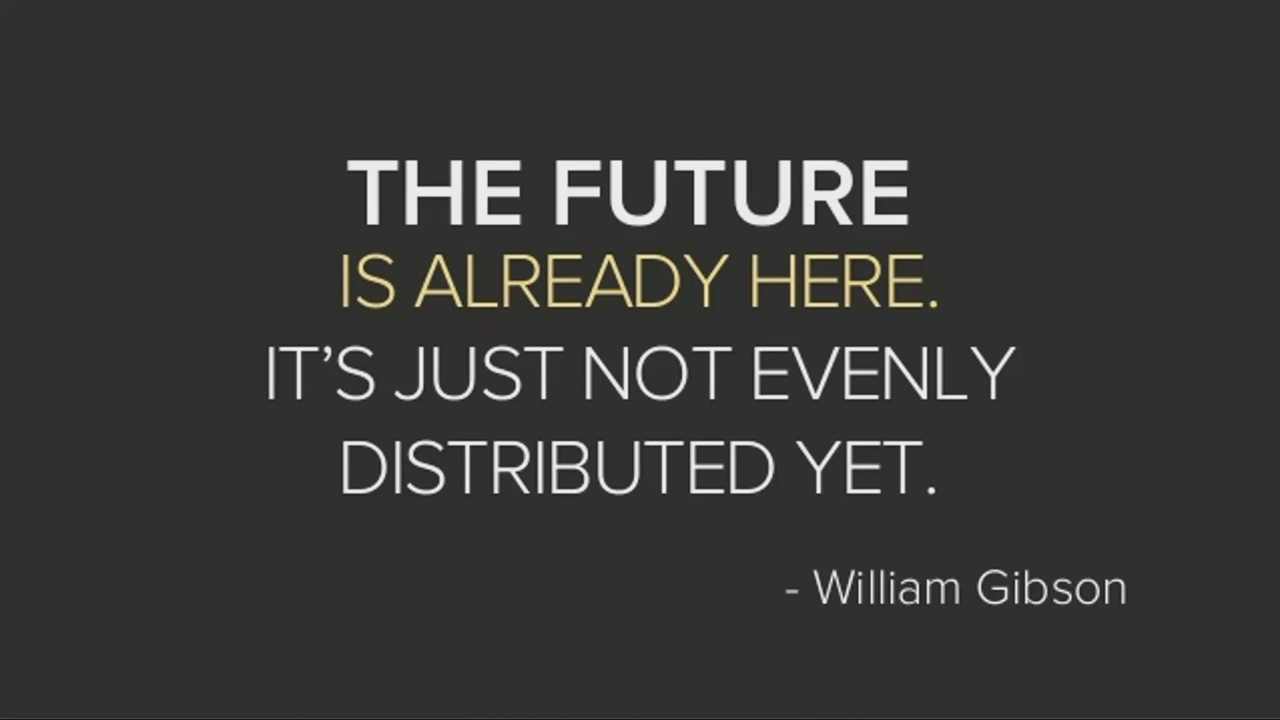 THE FUTURE
IS ALREADY HERE.
IT’S JUST NOT EVENLY
DISTRIBUTED YET.
- William Gibson